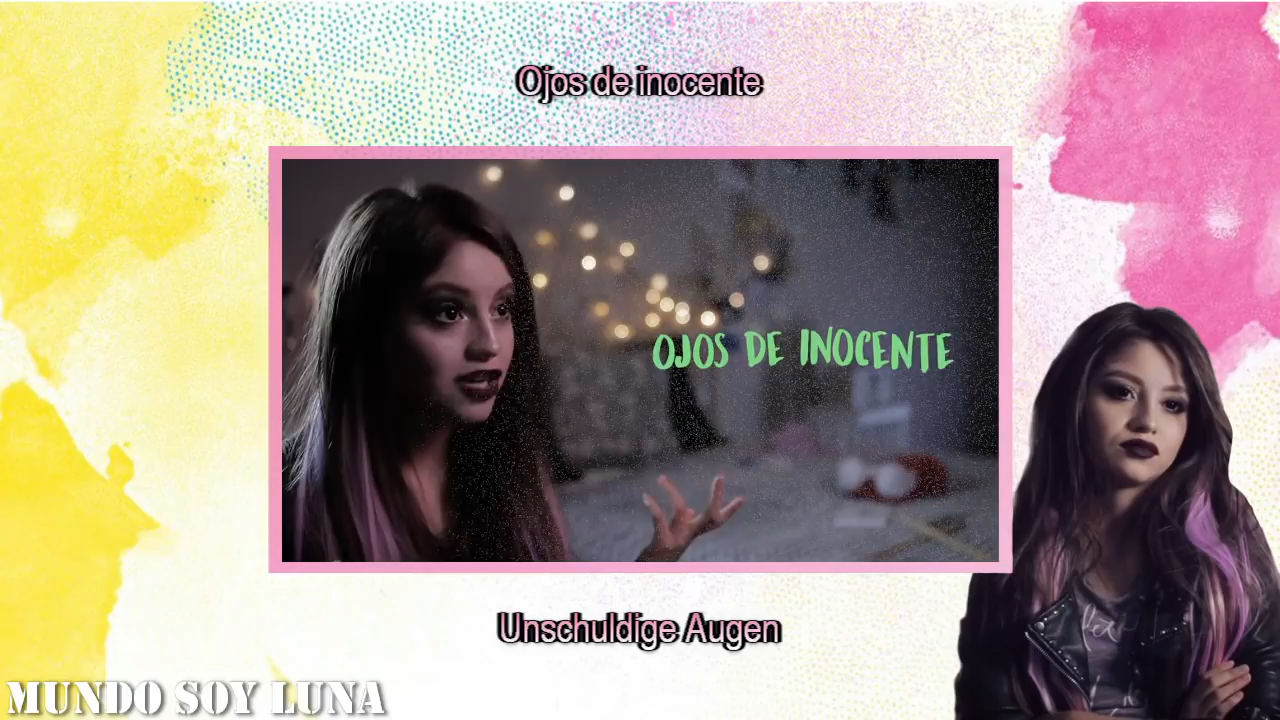 Ojos de inocente
OJOS DE INOCENTE
Unschuldige Augen
MUNDO SOY LUNA